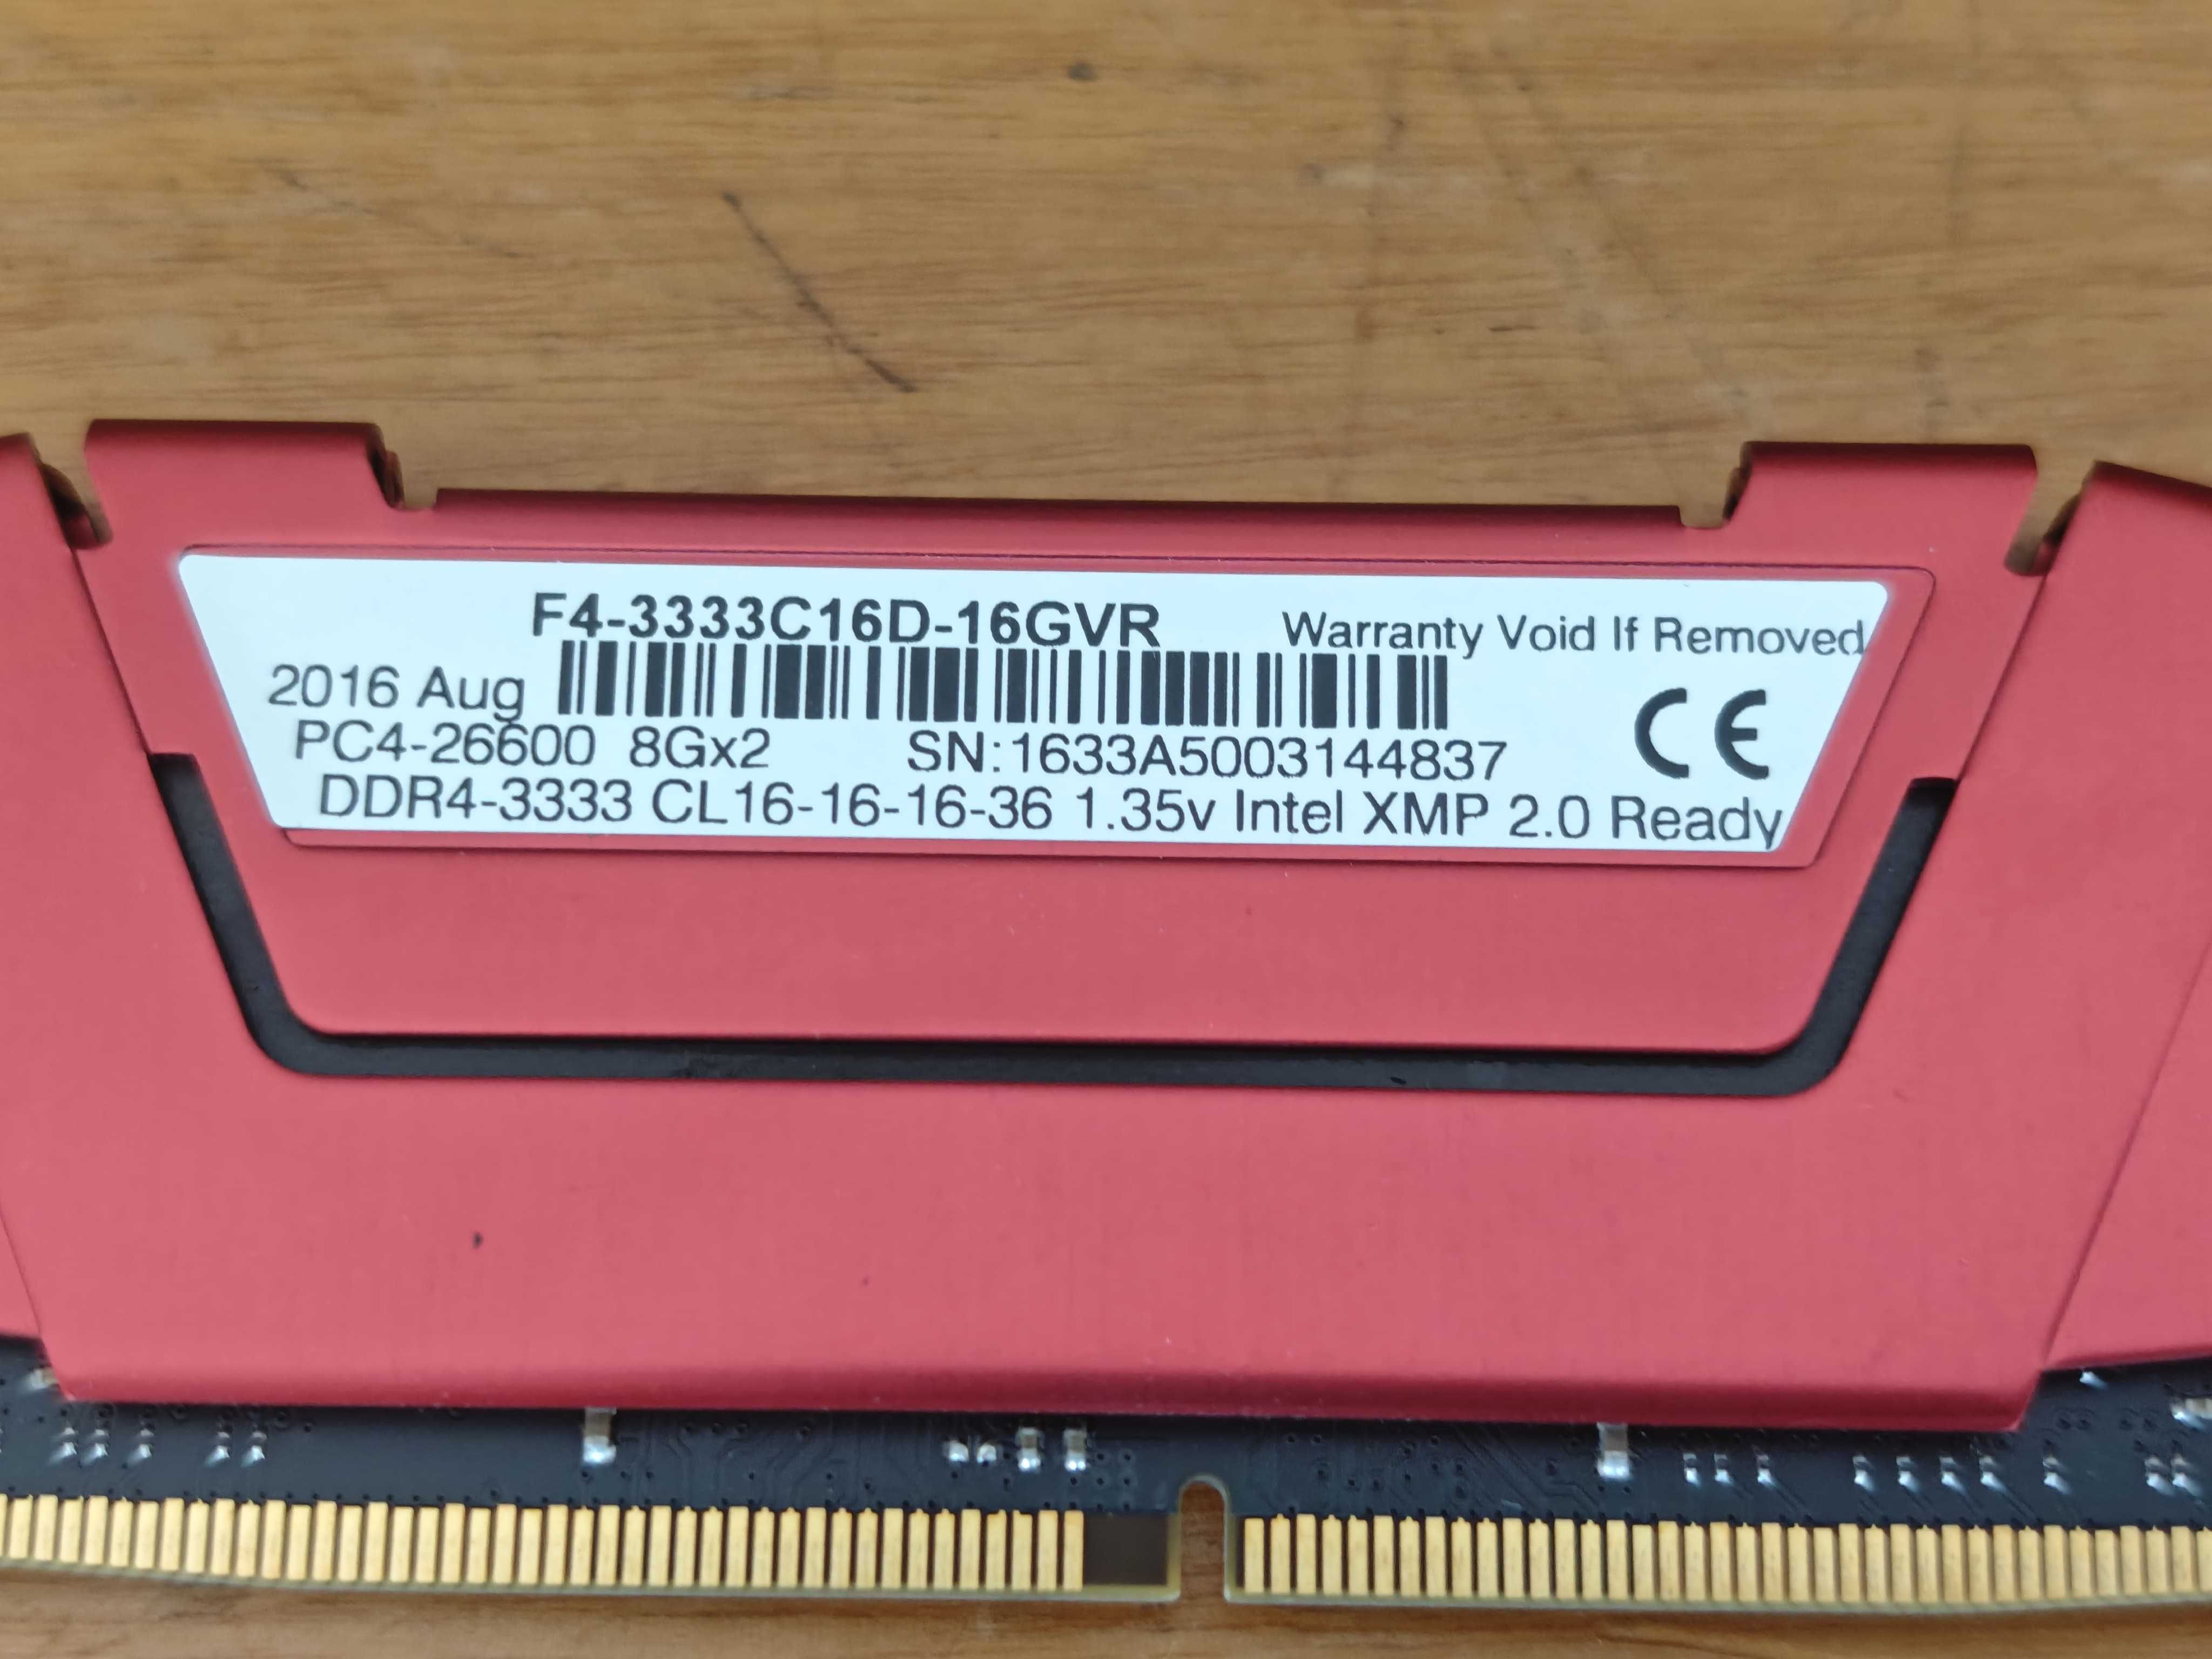 F4-3333C16D-16GVR
Warranty Void If Removed
2016 Aug
PC4-26600 8Gx2 SN:1633A5003144837
CE
DDR4-3333 CL16-16-16-36 1.35v Intel XMP 2.0 Ready